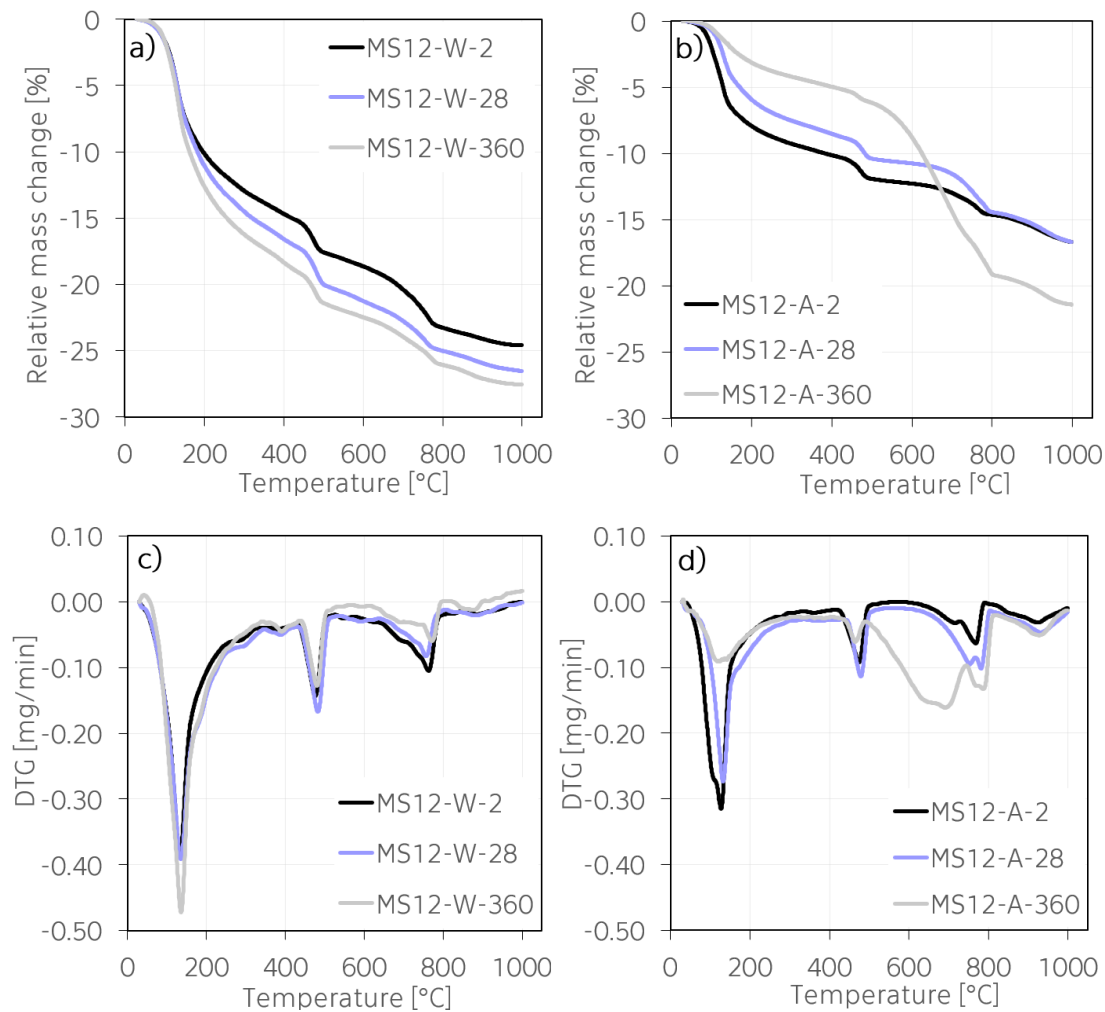 a)
0
-5
-10
-15
-20
-25
-30
Relative mass change [%]
MS12-W-2
MS12-W-28
MS12-W-360
0 200 400 600 800 1000
Temperature [°C]
b)
0
-5
-10
-15
-20
-25
-30
Relative mass change [%]
MS12-A-2
MS12-A-28
MS12-A-360
0 200 400 600 800 1000
Temperature [°C]
c)
0.10
0.00
-0.10
-0.20
-0.30
-0.40
-0.50
DTG [mg/min]
MS12-W-2
MS12-W-28
MS12-W-360
0 200 400 600 800 1000
Temperature [°C]
d)
0.10
0.00
-0.10
-0.20
-0.30
-0.40
-0.50
DTG [mg/min]
MS12-A-2
MS12-A-28
MS12-A-360
0 200 400 600 800 1000
Temperature [°C]